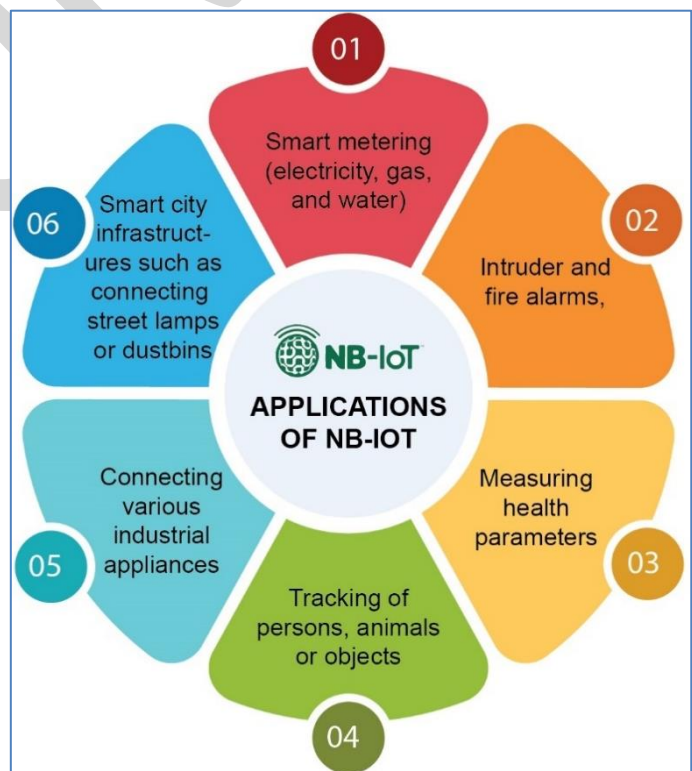 01
Smart metering
(electricity, gas,
and water)
02
Intruder and
fire alarms,
03
Measuring
health
parameters
04
Tracking of
persons, animals
or objects
05
Connecting
various
industrial
appliances
06
Smart city
infrastruct-
ures such as
connecting
street lamps
or dustbins
NB-IoT™
APPLICATIONS
OF NB-IOT